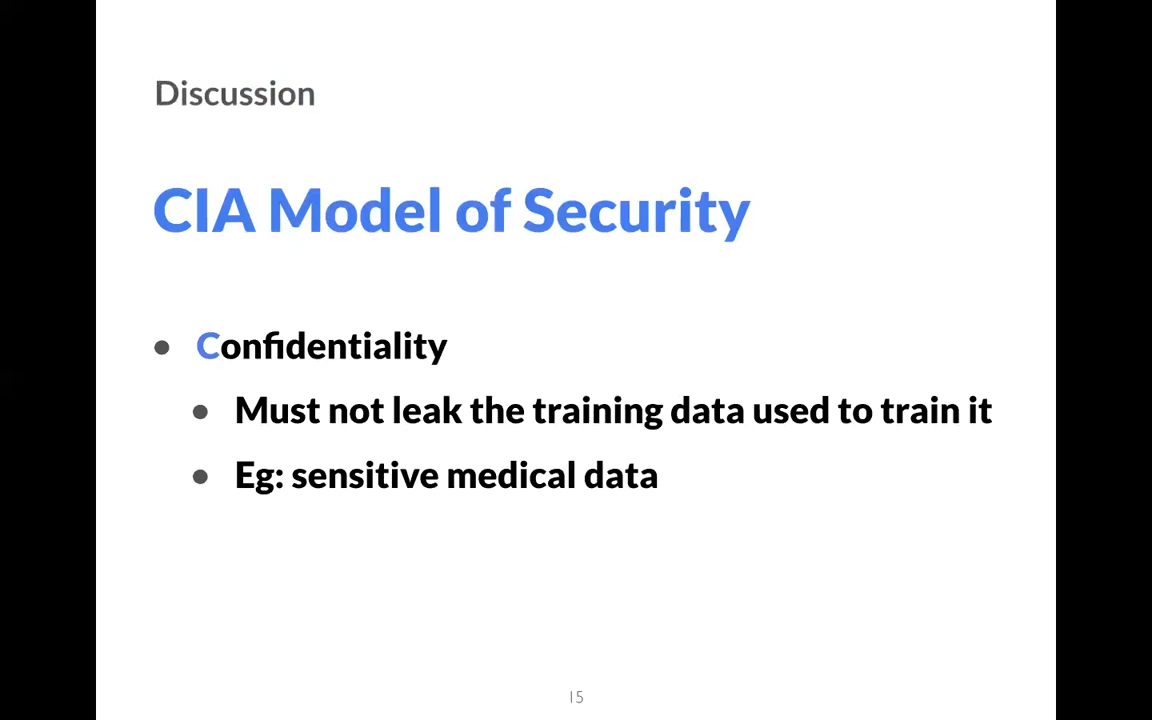 Discussion
CIA Model of Security
• Confidentiality
• Must not leak the training data used to train it
• Eg: sensitive medical data
15